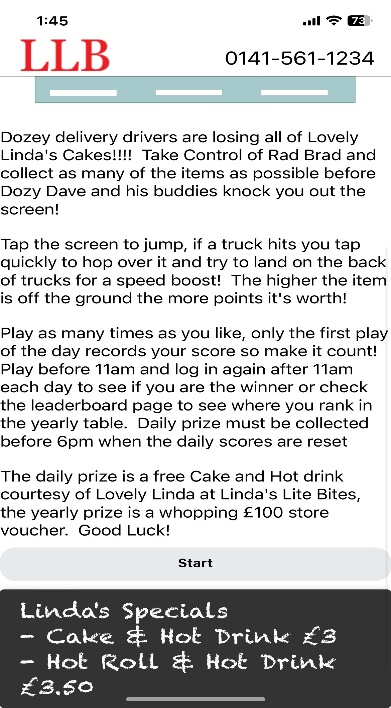 1:45
73
LLB
0141-561-1234
Dozey delivery drivers are losing all of Lovely
Linda's Cakes!!!!  Take Control of Rad Brad and
collect as many of the items as possible before
Dozy Dave and his buddies knock you out the
screen!
Tap the screen to jump, if a truck hits you tap
quickly to hop over it and try to land on the back
of trucks for a speed boost!  The higher the item
is off the ground the more points it's worth!
Play as many times as you like, only the first play
of the day records your score so make it count!
Play before 11am and log in again after 11am
each day to see if you are the winner or check
the leaderboard page to see where you rank in
the yearly table.  Daily prize must be collected
before 6pm when the daily scores are reset
The daily prize is a free Cake and Hot drink
courtesy of Lovely Linda at Linda's Lite Bites,
the yearly prize is a whopping £100 store
voucher.  Good Luck!
Start
Linda's Specials
- Cake & Hot Drink £3
- Hot Roll & Hot Drink
£3.50